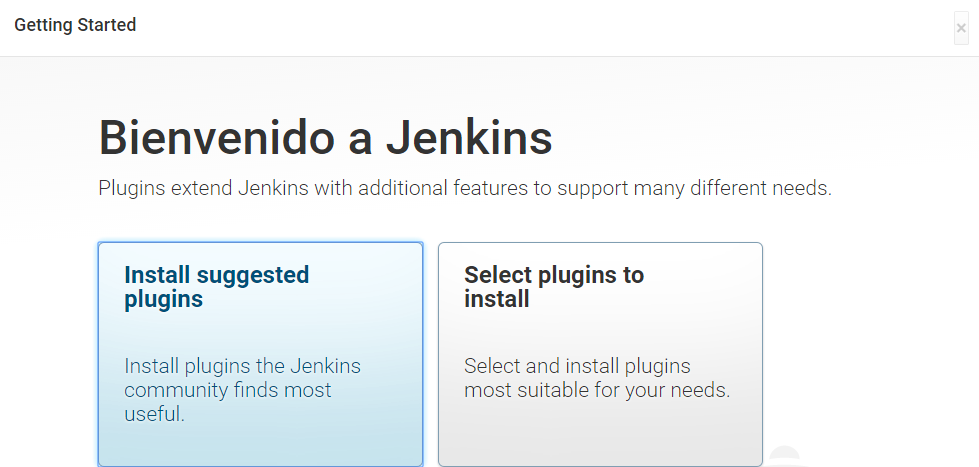 Getting Started
×
Bienvenido a Jenkins
Plugins extend Jenkins with additional features to support many different needs.
Install suggested
plugins
Install plugins the Jenkins
community finds most
useful.
Select plugins to
install
Select and install plugins
most suitable for your needs.